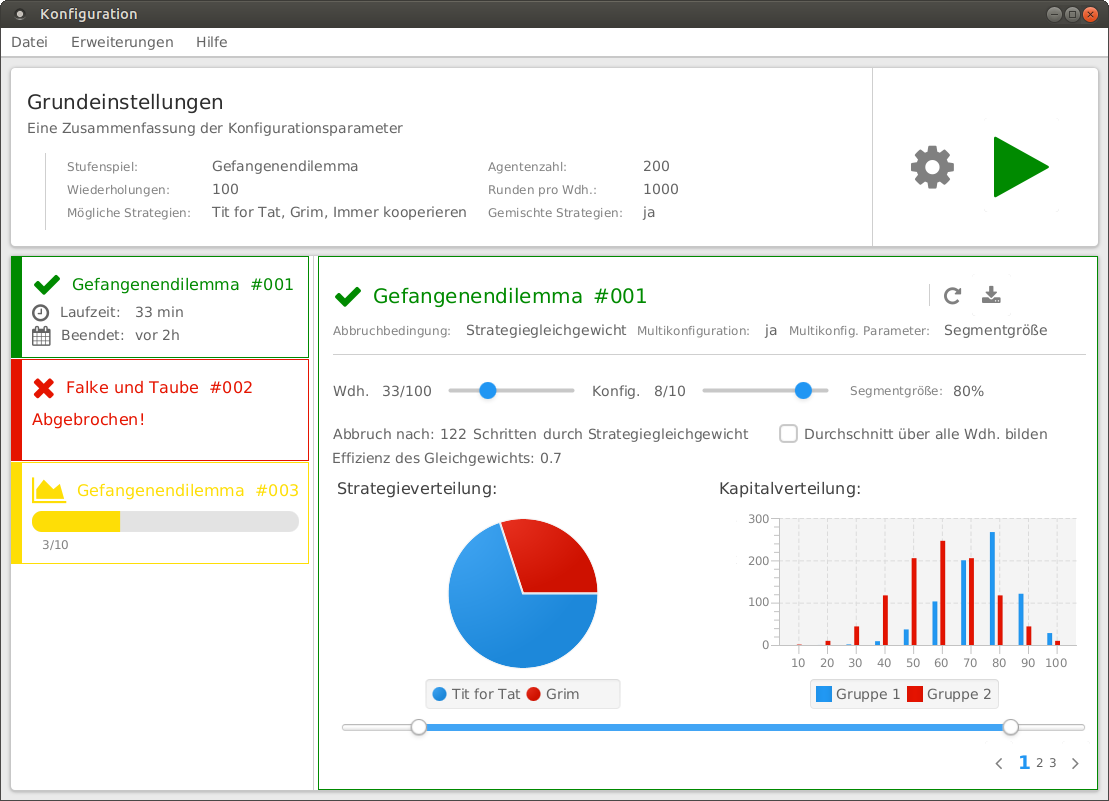 Konfiguration
Datei Erweiterungen Hilfe
Grundeinstellungen
Eine Zusammenfassung der Konfigurationsparameter
Stufenspiel: Gefangenendilemma Agentenzahl: 200
Wiederholungen: 100 Runden pro Wdh.: 1000
Mögliche Strategien: Tit for Tat, Grim, Immer kooperieren Gemischte Strategien: ja
Gefangenendilemma #001
Laufzeit: 33 min
Beendet: vor 2h
Falke und Taube #002
Abgebrochen!
Gefangenendilemma #003
3/10
Gefangenendilemma #001
Abbruchbedingung: Strategiegleichgewicht Multikonfiguration: ja Multikonfig. Parameter: Segmentgröße
Wdh. 33/100 Konfig. 8/10 Segmentgröße: 80%
Abbruch nach: 122 Schritten durch Strategiegleichgewicht Durchschnitt über alle Wdh. bilden
Effizienz des Gleichgewichts: 0.7
Strategieverteilung:
Tit for Tat Grim
Kapitalverteilung:
300
200
100
0
10 20 30 40 50 60 70 80 90 100
Gruppe 1 Gruppe 2
1 2 3